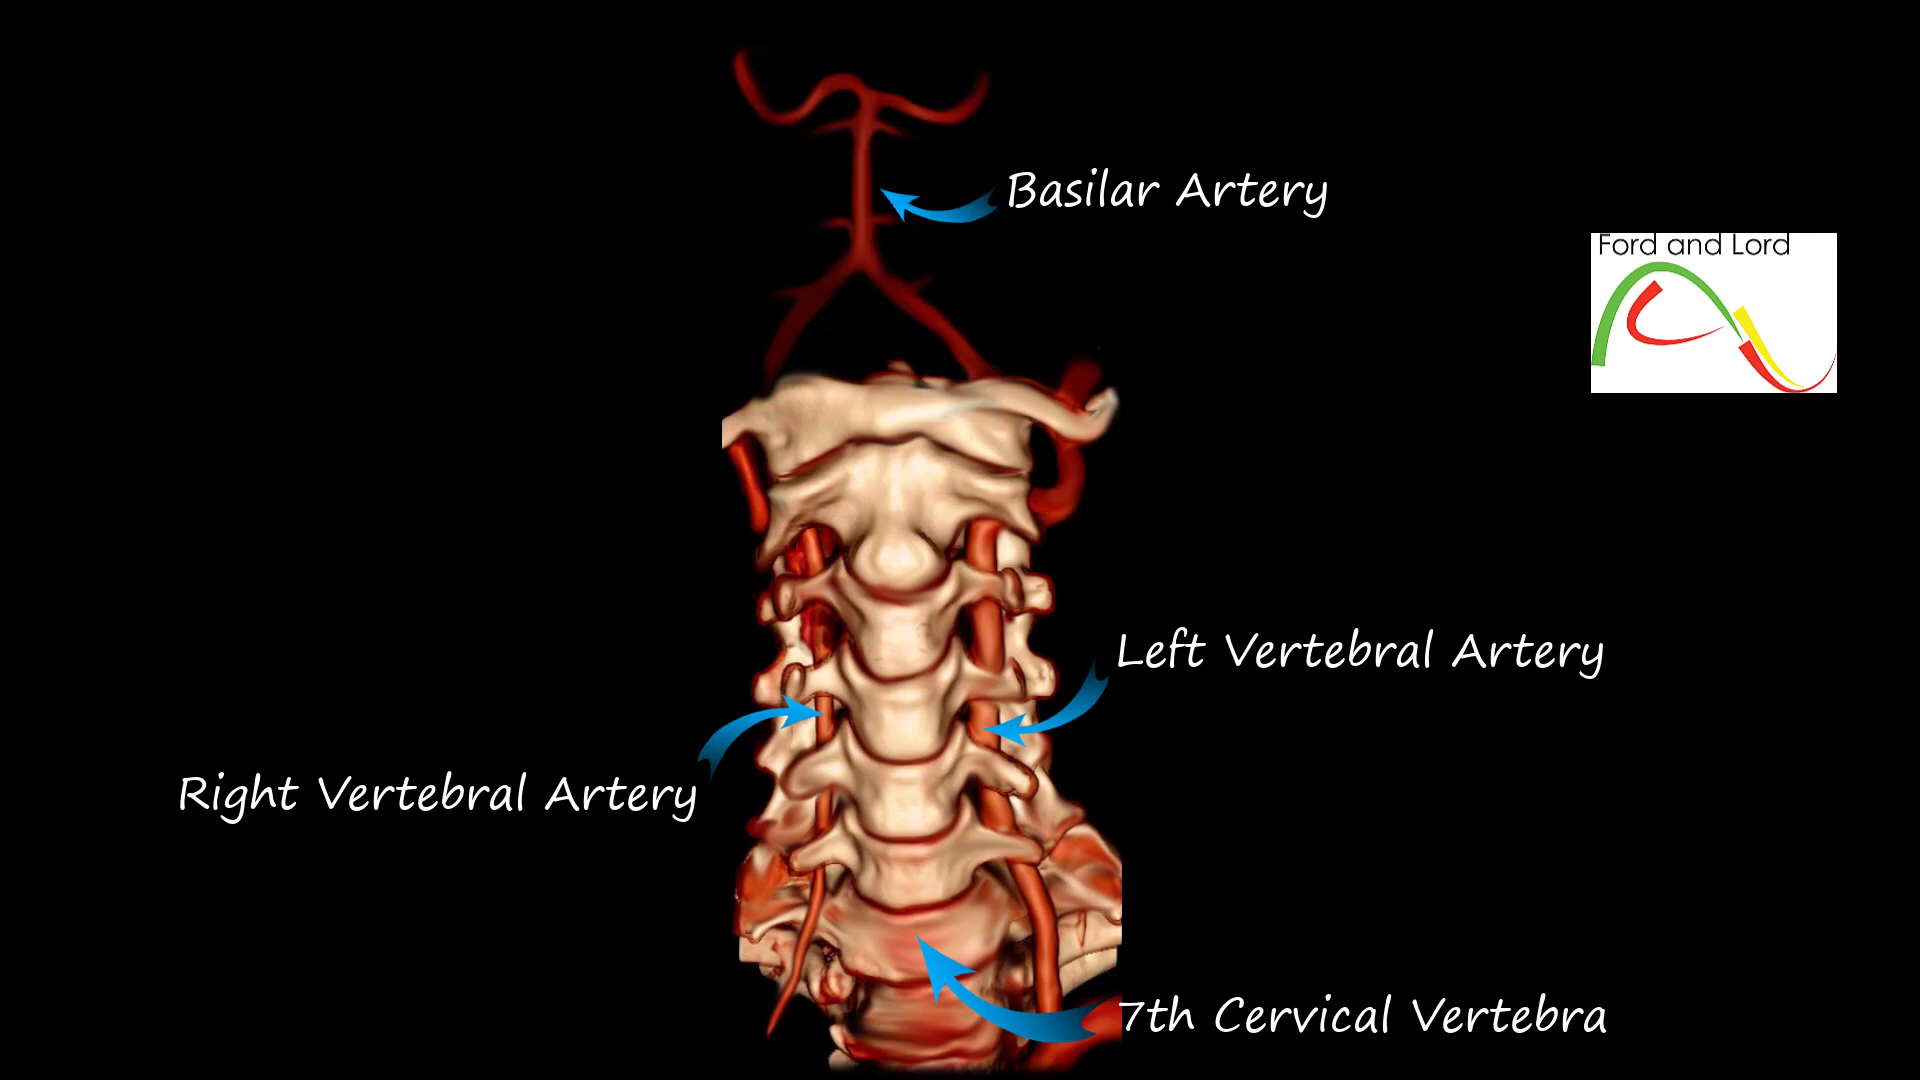 Basilar Artery
Ford and Lord
Left Vertebral Artery
Right Vertebral Artery
7th Cervical Vertebra